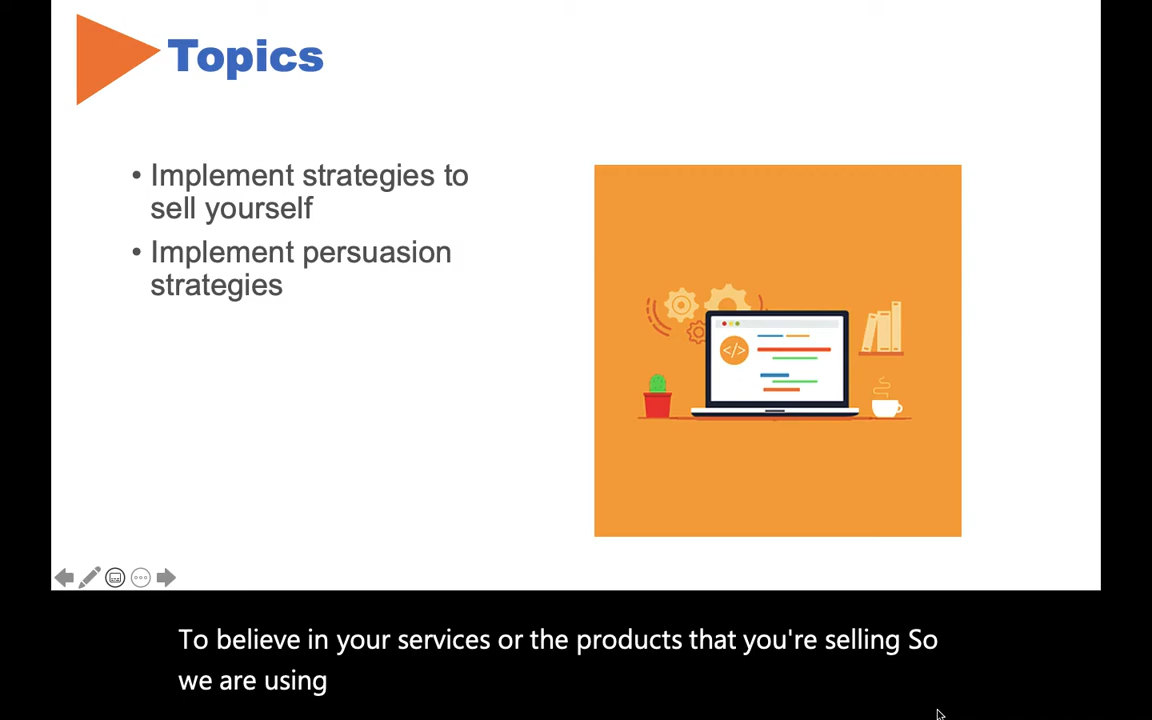 Topics
• Implement strategies to
sell yourself
• Implement persuasion
strategies
</>
To believe in your services or the products that you're selling So
we are using